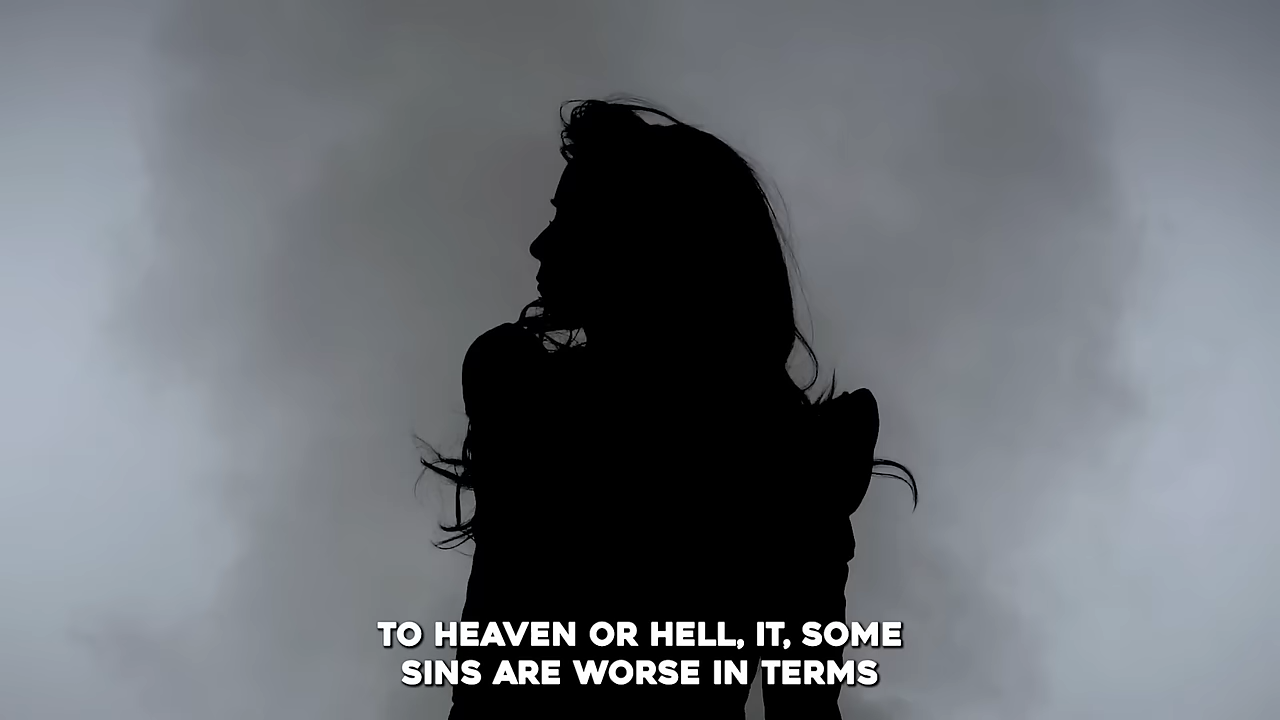 TO HEAVEN OR HELL, IT, SOME
SINS ARE WORSE IN TERMS